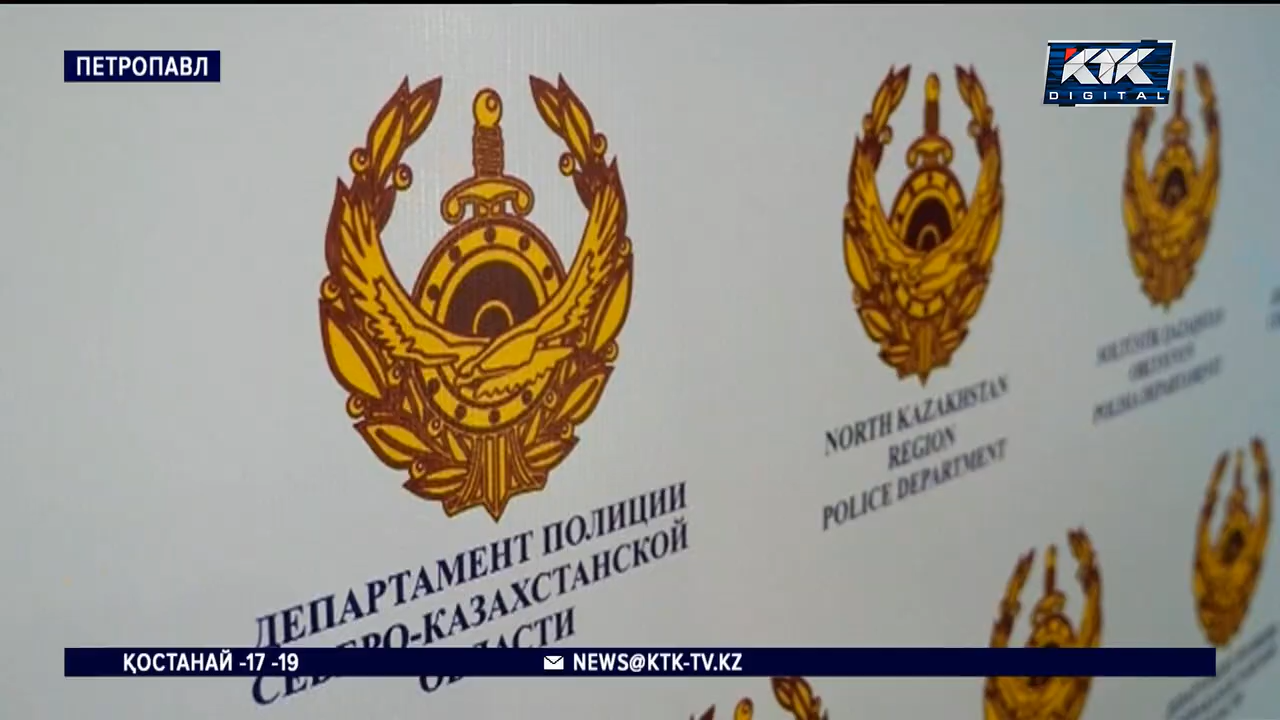 ПЕТРОПАВЛ
KTK
DIGITAL
ДЕПАРТАМЕНТ ПОЛИЦИИ
СЕВЕРО-КАЗАХСТАНСКОЙ
ОБЛАСТИ
NORTH KAZAKHSTAN
REGION
POLICE DEPARTMENT
ҚОСТАНАЙ -17 -19
NEWS@KTK-TV.KZ